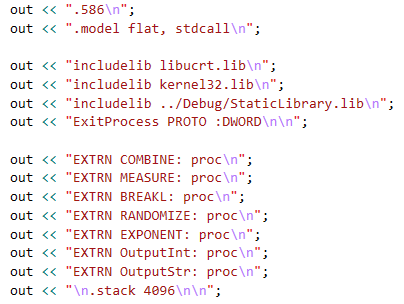 out << ".586\n";
out << ".model flat, stdcall\n";
out << "includelib libucrt.lib\n";
out << "includelib kernel32.lib\n";
out << "includelib ../Debug/StaticLibrary.lib\n";
out << "ExitProcess PROTO :DWORD\n\n";
out << "EXTRN COMBINE: proc\n";
out << "EXTRN MEASURE: proc\n";
out << "EXTRN BREAKL: proc\n";
out << "EXTRN RANDOMIZE: proc\n";
out << "EXTRN EXPONENT: proc\n";
out << "EXTRN OutputInt: proc\n";
out << "EXTRN OutputStr: proc\n";
out << "\n.stack 4096\n\n";